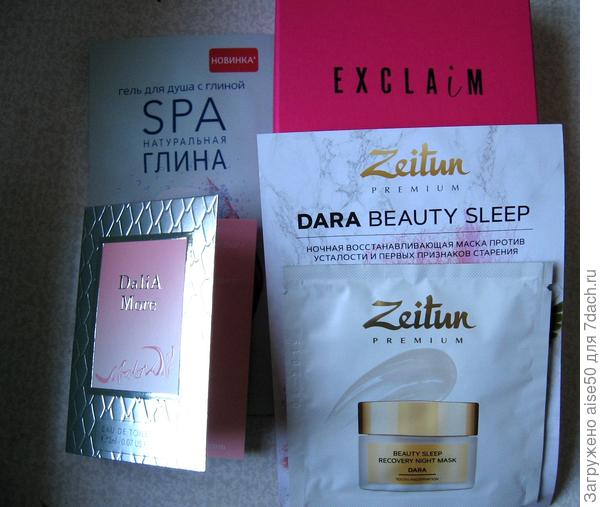 НОВИНКА*
гель для душа с глиной
SPA
НАТУРАЛЬНАЯ
ГЛИНА
EXCLAiM
Zeitun
PREMIUM
DARA BEAUTY SLEEP
НОЧНАЯ ВОССТАНАВЛИВАЮЩАЯ МАСКА ПРОТИВ
УСТАЛОСТИ И ПЕРВЫХ ПРИЗНАКОВ СТАРЕНИЯ
DaliA
More
EAU DE
Zeitun
PREMIUM
BEAUTY SLEEP
RECOVERY NIGHT MASK
DARA
Загружено aise50 для 7dach.ru